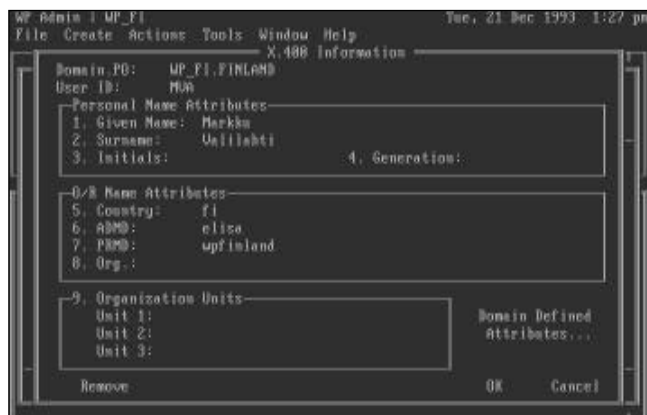 WP Admin | WP_FI Tue, 21 Dec 1993 1:27 pm
File Create Actions Tools Window Help
X.400 Information
Domain.PO: WP_FI.FINLAND
User ID: MVA
Personal Name Attributes
1. Given Name: Markku
2. Surname: Valilahti
3. Initials: 4. Generation:
O/R Name Attributes
5. Country: fi
6. ADMD: elisa
7. PRMD: wpfinland
8. Org.:
9. Organization Units
Unit 1:
Unit 2:
Unit 3:
Domain Defined
Attributes...
Remove OK Cancel